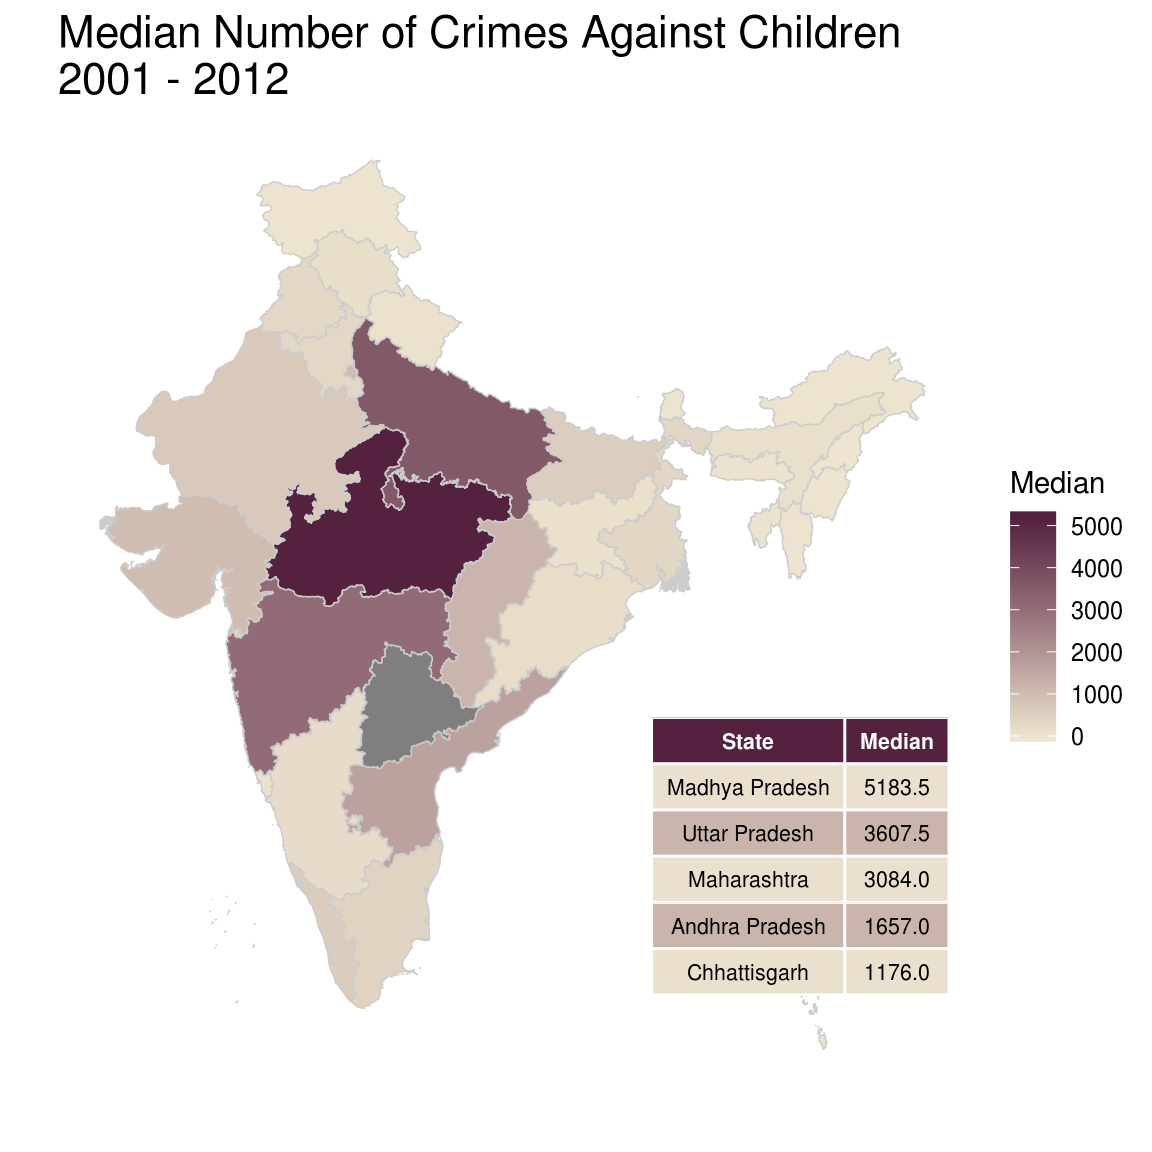 Median Number of Crimes Against Children
2001 - 2012
Median
5000
4000
3000
2000
1000
0
State Median
Madhya Pradesh 5183.5
Uttar Pradesh 3607.5
Maharashtra 3084.0
Andhra Pradesh 1657.0
Chhattisgarh 1176.0